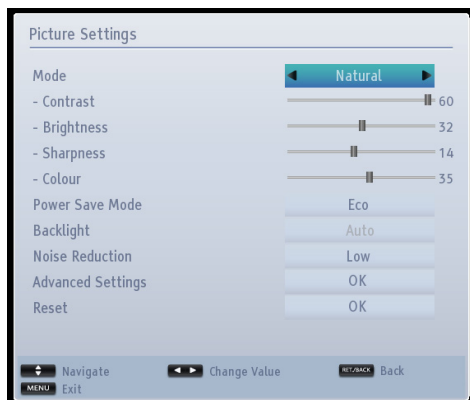 Picture Settings
Mode Natural
- Contrast 60
- Brightness 32
- Sharpness 14
- Colour 35
Power Save Mode Eco
Backlight Auto
Noise Reduction Low
Advanced Settings OK
Reset OK
Navigate Change Value RET./BACK Back
MENU Exit